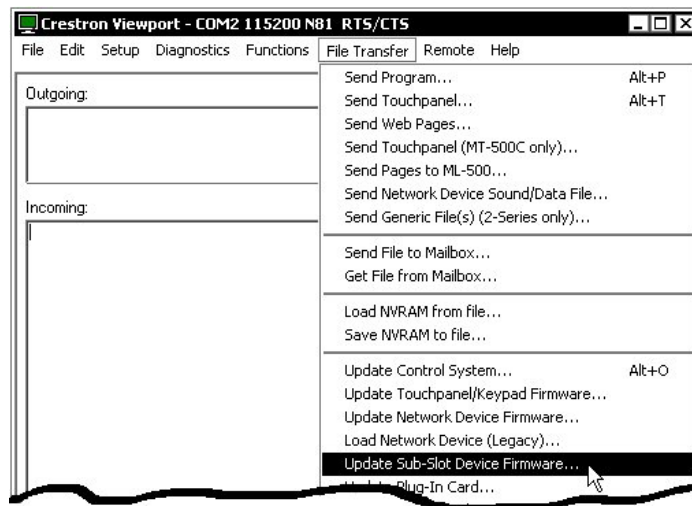 Crestron Viewport - COM2 115200 N81 RTS/CTS
File Edit Setup Diagnostics Functions File Transfer Remote Help
Outgoing:
Incoming:
Send Program... Alt+P
Send Touchpanel... Alt+T
Send Web Pages...
Send Touchpanel (MT-500C only)...
Send Pages to ML-500...
Send Network Device Sound/Data File...
Send Generic File(s) (2-Series only)...
Send File to Mailbox...
Get File from Mailbox...
Load NVRAM from file...
Save NVRAM to file...
Update Control System... Alt+O
Update Touchpanel/Keypad Firmware...
Update Network Device Firmware...
Load Network Device (Legacy)...
Update Sub-Slot Device Firmware...
Update Plug-In Card...